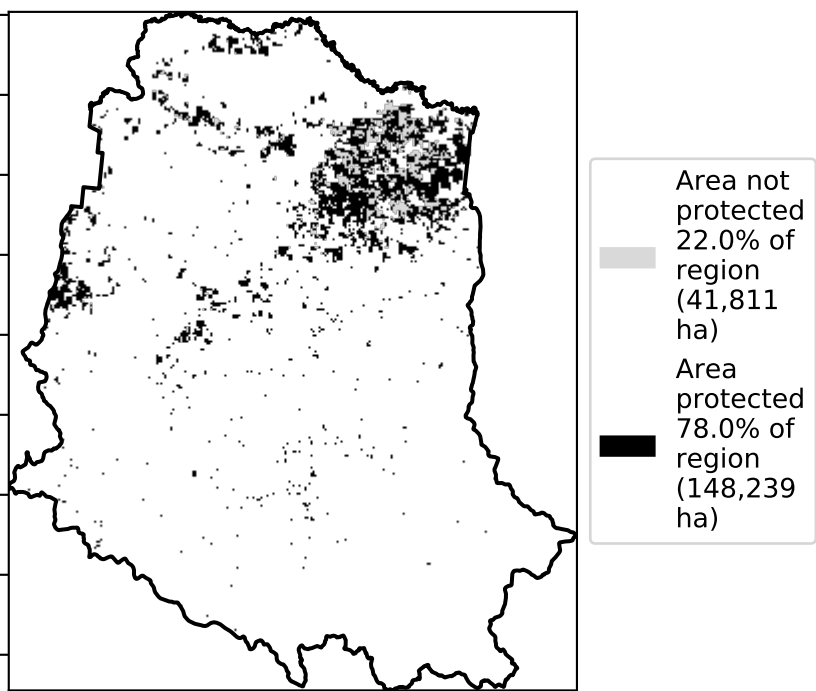 Area not
protected
22.0% of
region
(41,811
ha)
Area
protected
78.0% of
region
(148,239
ha)